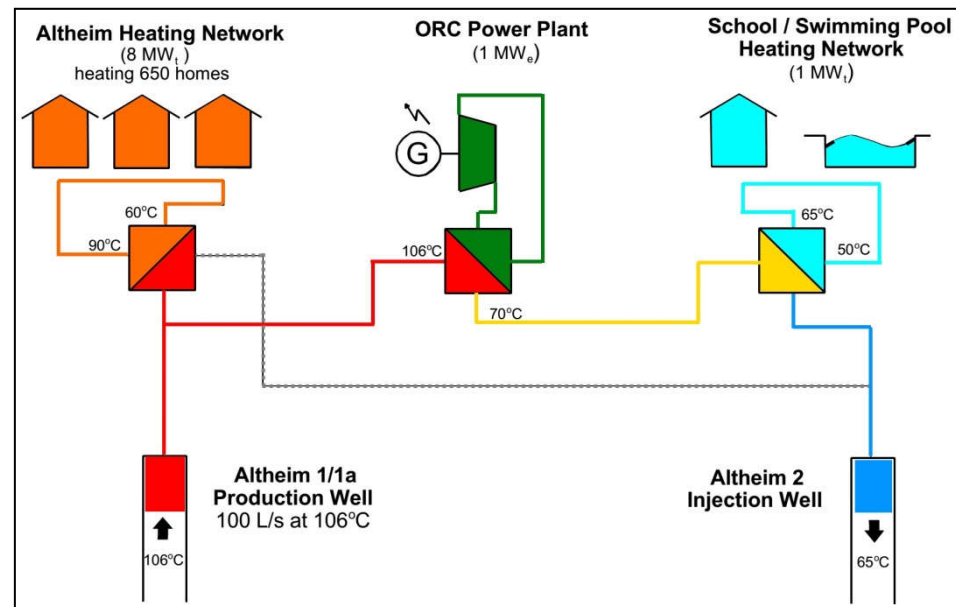 Altheim Heating Network
(8 MWt)
heating 650 homes
ORC Power Plant
(1 MWe)
School / Swimming Pool
Heating Network
(1 MWt)
G
60°C
90°C
106°C
70°C
65°C
50°C
Altheim 1/1a
Production Well
100 L/s at 106°C
106°C
Altheim 2
Injection Well
65°C